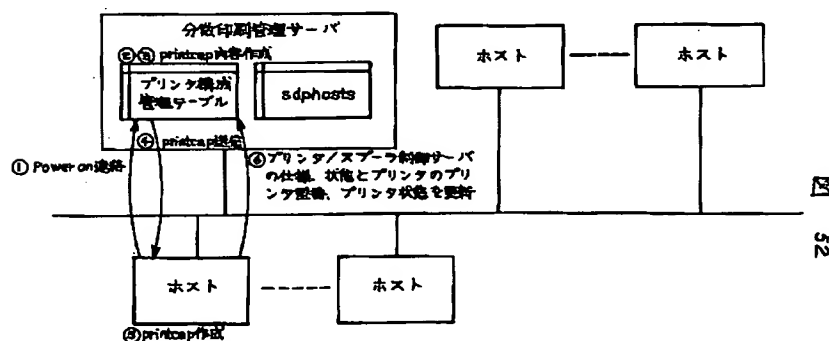 分散印刷管理サーバ
②③ printcap内容作成
プリンタ構成
管理テーブル
sdphosts
ホスト
ホスト
④ printcap送信
① Power on連絡
⑥プリンタ/スプーラ制御サーバ
の仕様、状態とプリンタのプリ
ンタ型番、プリンタ状態を更新
ホスト
ホスト
⑤printcap作成
図 52